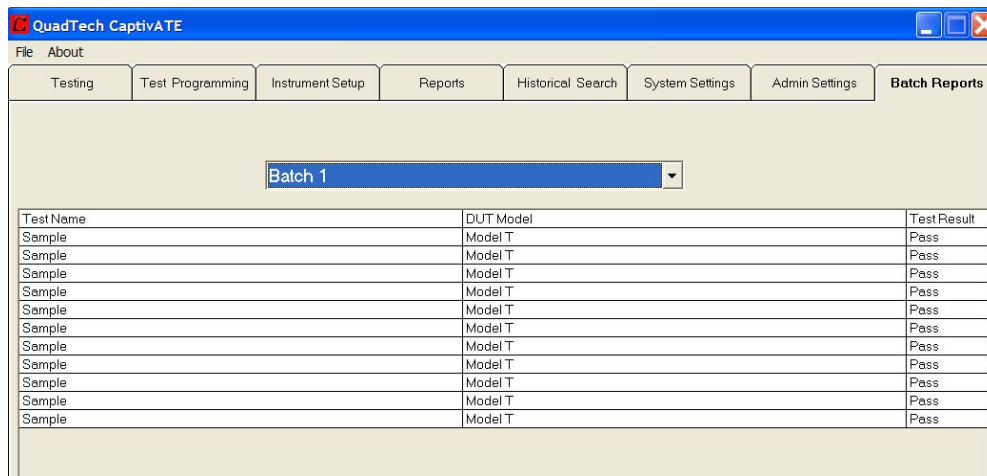 QuadTech CaptivATE
File About
Testing Test Programming Instrument Setup Reports Historical Search System Settings Admin Settings Batch Reports
Batch 1
Test Name DUT Model Test Result
Sample Model T Pass
Sample Model T Pass
Sample Model T Pass
Sample Model T Pass
Sample Model T Pass
Sample Model T Pass
Sample Model T Pass
Sample Model T Pass
Sample Model T Pass
Sample Model T Pass
Sample Model T Pass